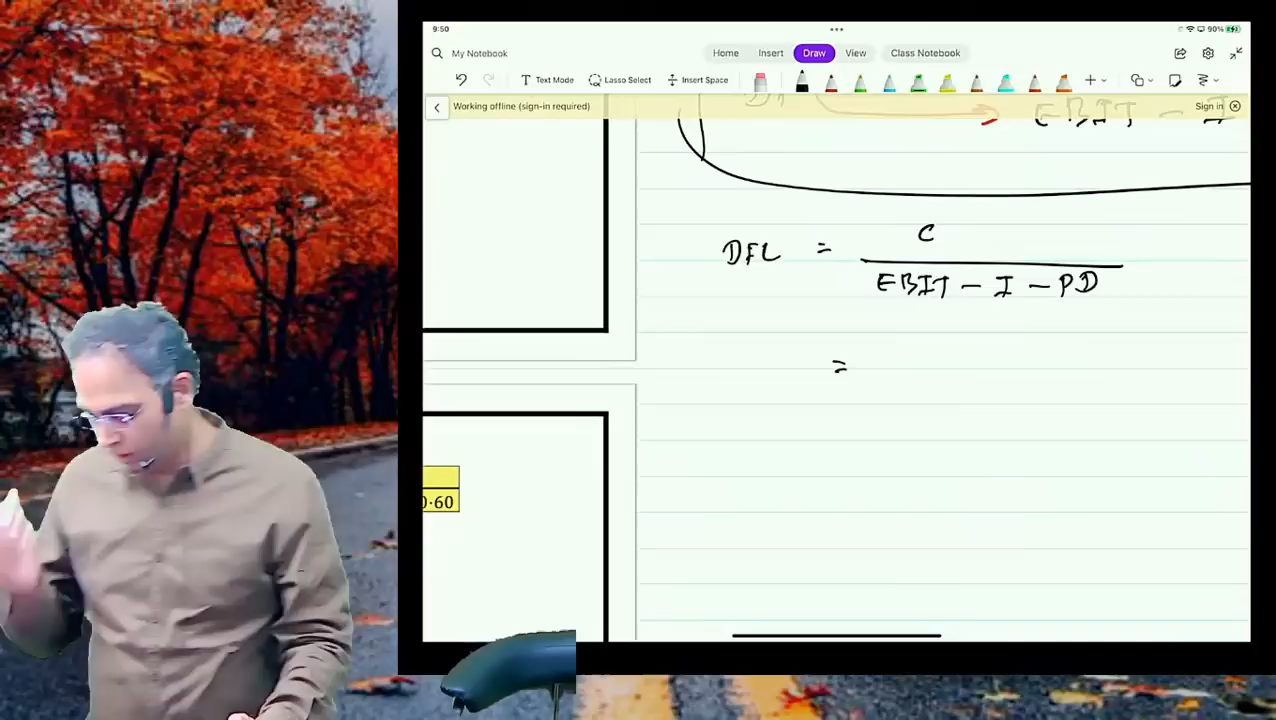 9:50 ••• 90%
My Notebook Home Insert Draw View Class Notebook
Text Mode Lasso Select Insert Space
Working offline (sign-in required) Sign in
EBIT - I
DFL = C
EBIT - I - PD
=
0·60